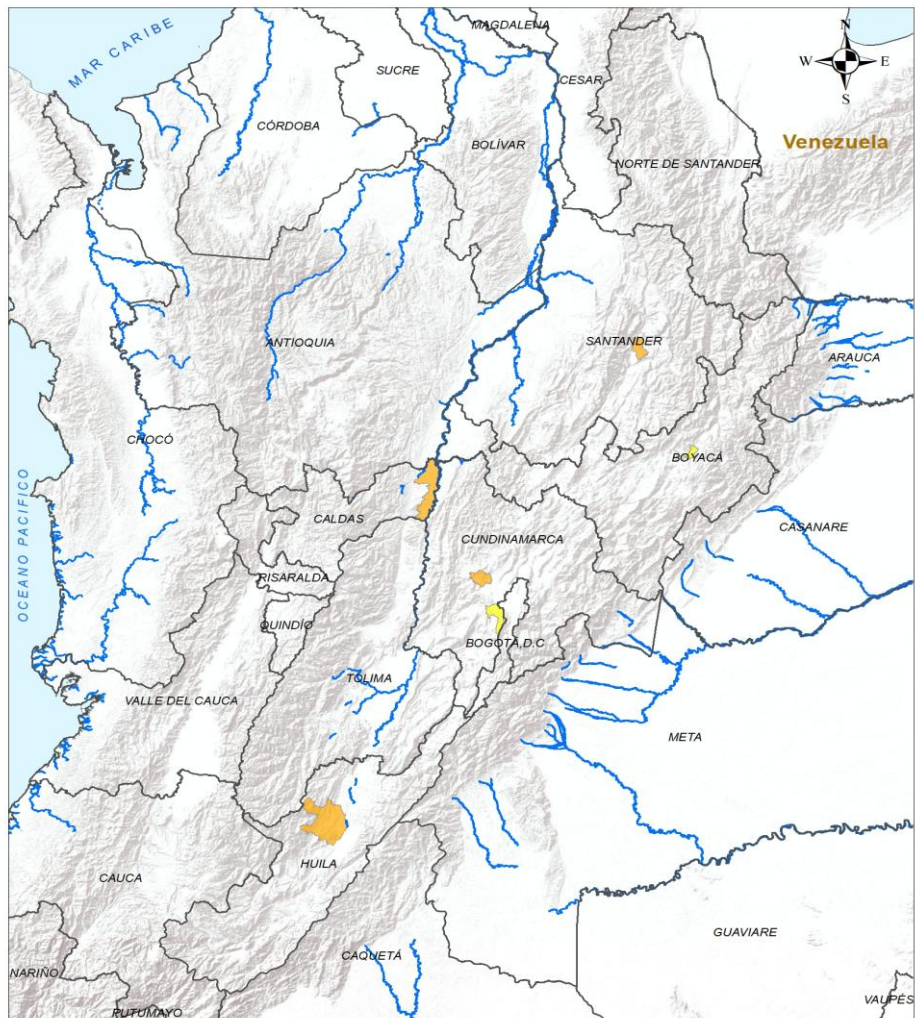 MAR CARIBE
MAGDALENA
N
W
E
S
SUCRE
CESAR
CÓRDOBA
BOLÍVAR
Venezuela
NORTE DE SANTANDER
ANTIOQUIA
SANTANDER
ARAUCA
CHOCÓ
BOYACÁ
OCEANO PACIFICO
CALDAS
CUNDINAMARCA
CASANARE
RISARALDA
QUINDÍO
BOGOTÁ, D.C
TOLIMA
VALLE DEL CAUCA
META
HUILA
CAUCA
GUAVIARE
CAQUETÁ
NARIÑO
VAUPÉS
PUTUMAYO